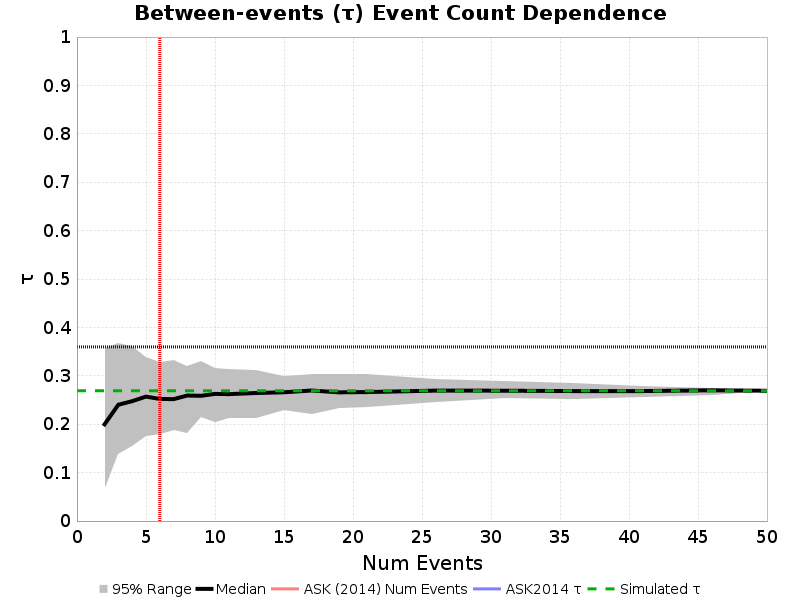 Between-events (τ) Event Count Dependence
1
0.9
0.8
0.7
0.6
0.5
0.4
0.3
0.2
0.1
0
τ
0 5 10 15 20 25 30 35 40 45 50
Num Events
95% Range Median ASK (2014) Num Events ASK2014 τ Simulated τ